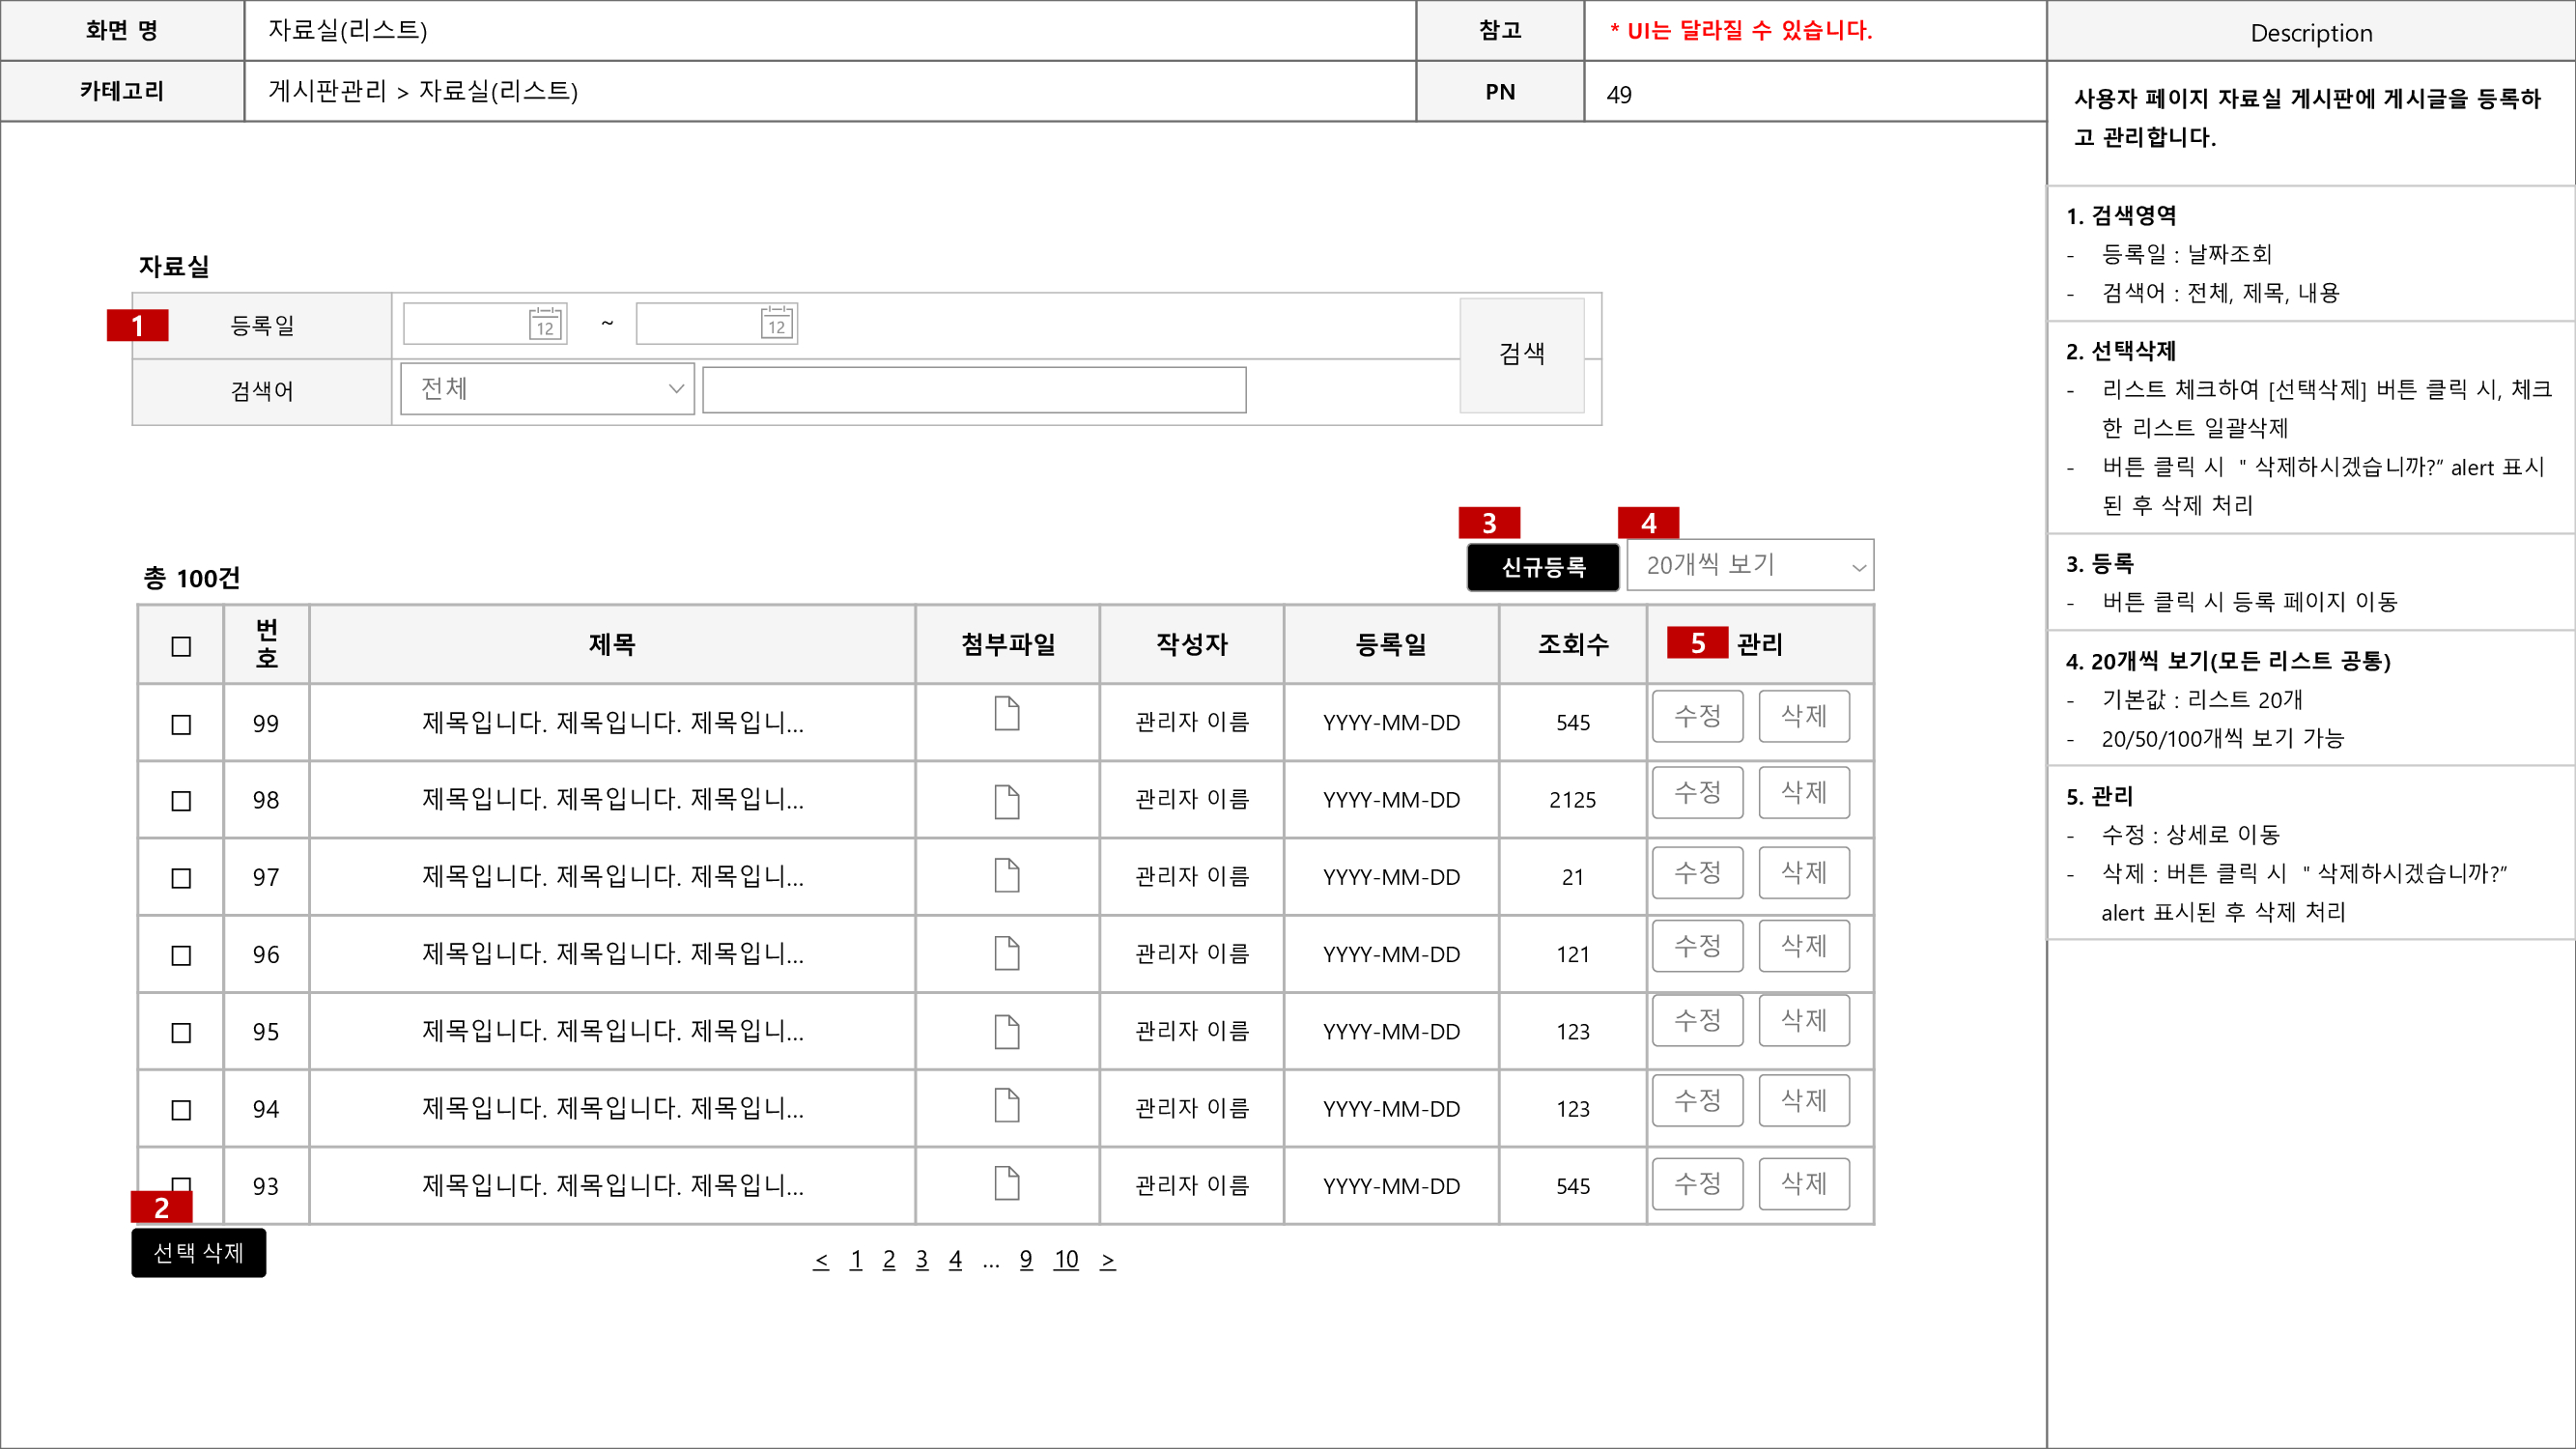 화면 명
자료실(리스트)
참고
* UI는 달라질 수 있습니다.
Description
카테고리
게시판관리 > 자료실(리스트)
PN
49
사용자 페이지 자료실 게시판에 게시글을 등록하
고 관리합니다.
1. 검색영역
- 등록일 : 날짜조회
- 검색어 : 전체, 제목, 내용
2. 선택삭제
- 리스트 체크하여 [선택삭제] 버튼 클릭 시, 체크
한 리스트 일괄삭제
- 버튼 클릭 시 " 삭제하시겠습니까?” alert 표시
된 후 삭제 처리
3. 등록
- 버튼 클릭 시 등록 페이지 이동
4. 20개씩 보기(모든 리스트 공통)
- 기본값 : 리스트 20개
- 20/50/100개씩 보기 가능
5. 관리
- 수정 : 상세로 이동
- 삭제 : 버튼 클릭 시 " 삭제하시겠습니까?”
alert 표시된 후 삭제 처리
자료실
1 등록일 12 ~ 12
검색
검색어 전체
3 4
총 100건 신규등록 20개씩 보기
번호 제목 첨부파일 작성자 등록일 조회수 5 관리
99 제목입니다. 제목입니다. 제목입니... 관리자 이름 YYYY-MM-DD 545 수정 삭제
98 제목입니다. 제목입니다. 제목입니... 관리자 이름 YYYY-MM-DD 2125 수정 삭제
97 제목입니다. 제목입니다. 제목입니... 관리자 이름 YYYY-MM-DD 21 수정 삭제
96 제목입니다. 제목입니다. 제목입니... 관리자 이름 YYYY-MM-DD 121 수정 삭제
95 제목입니다. 제목입니다. 제목입니... 관리자 이름 YYYY-MM-DD 123 수정 삭제
94 제목입니다. 제목입니다. 제목입니... 관리자 이름 YYYY-MM-DD 123 수정 삭제
93 제목입니다. 제목입니다. 제목입니... 관리자 이름 YYYY-MM-DD 545 수정 삭제
2
선택 삭제
< 1 2 3 4 ... 9 10 >